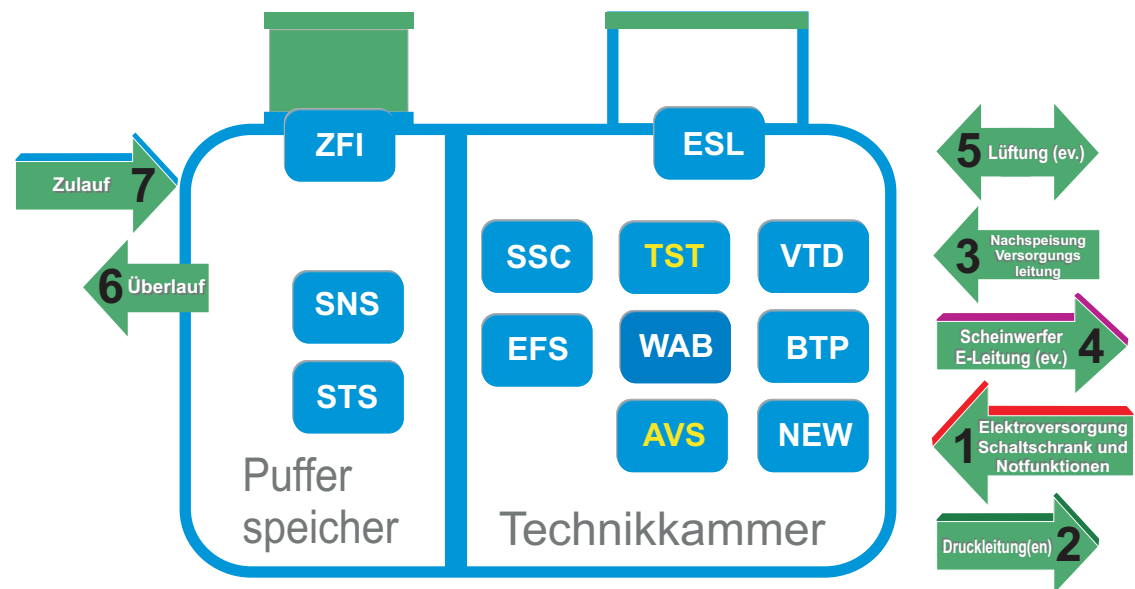 ZFI
ESL
7
Zulauf
5
Lüftung (ev.)
SSC
TST
VTD
3
Nachspeisung
Versorgungs
leitung
6
Überlauf
SNS
EFS
WAB
BTP
Scheinwerfer
E-Leitung (ev.)
4
STS
AVS
NEW
1
Elektroversorgung
Schaltschrank und
Notfunktionen
Puffer
speicher
Technikkammer
Druckleitung(en)
2